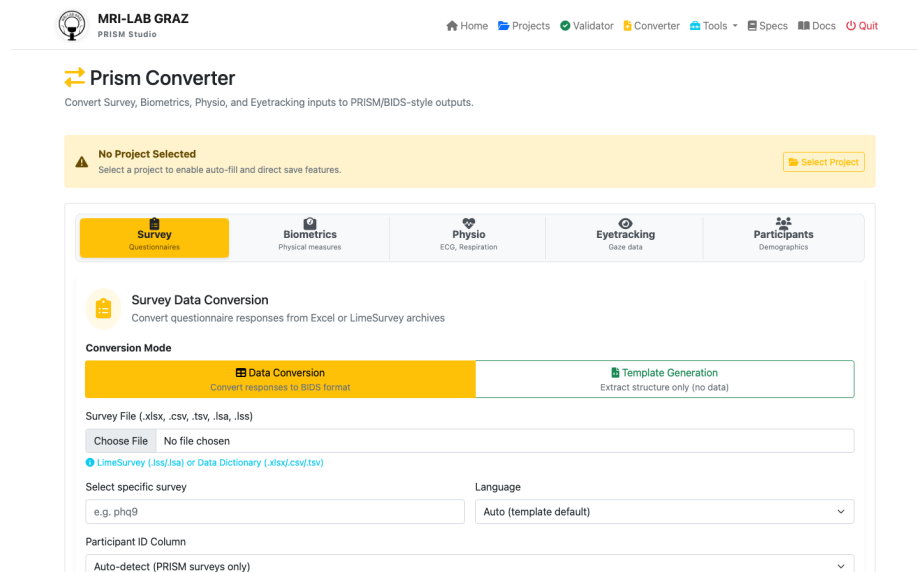 MRI-LAB GRAZ
PRISM Studio
Home Projects Validator Converter Tools Specs Docs Quit
Prism Converter
Convert Survey, Biometrics, Physio, and Eyetracking inputs to PRISM/BIDS-style outputs.
No Project Selected
Select a project to enable auto-fill and direct save features.
Select Project
Survey
Questionnaires
Biometrics
Physical measures
Physio
ECG, Respiration
Eyetracking
Gaze data
Participants
Demographics
Survey Data Conversion
Convert questionnaire responses from Excel or LimeSurvey archives
Conversion Mode
Data Conversion
Convert responses to BIDS format
Template Generation
Extract structure only (no data)
Survey File (.xlsx, .csv, .tsv, .lsa, .lss)
Choose File No file chosen
LimeSurvey (.lss/.lsa) or Data Dictionary (.xlsx/.csv/.tsv)
Select specific survey
e.g. phq9
Language
Auto (template default)
Participant ID Column
Auto-detect (PRISM surveys only)